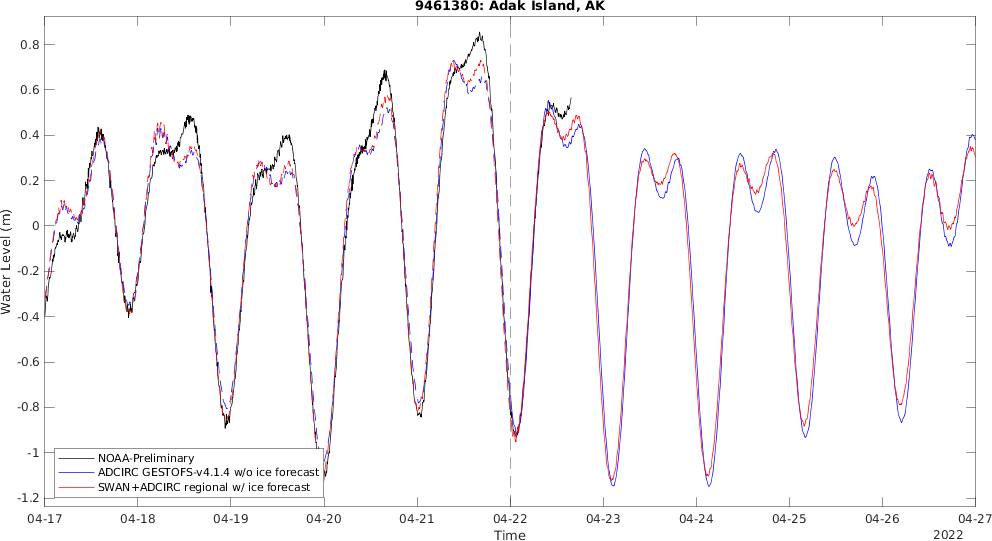 9461380: Adak Island, AK
Water Level (m)
0.8
0.6
0.4
0.2
0
-0.2
-0.4
-0.6
-0.8
-1
-1.2
NOAA-Preliminary
ADCIRC GESTOFS-v4.1.4 w/o ice forecast
SWAN+ADCIRC regional w/ ice forecast
04-17 04-18 04-19 04-20 04-21 04-22 04-23 04-24 04-25 04-26 04-27
Time
2022